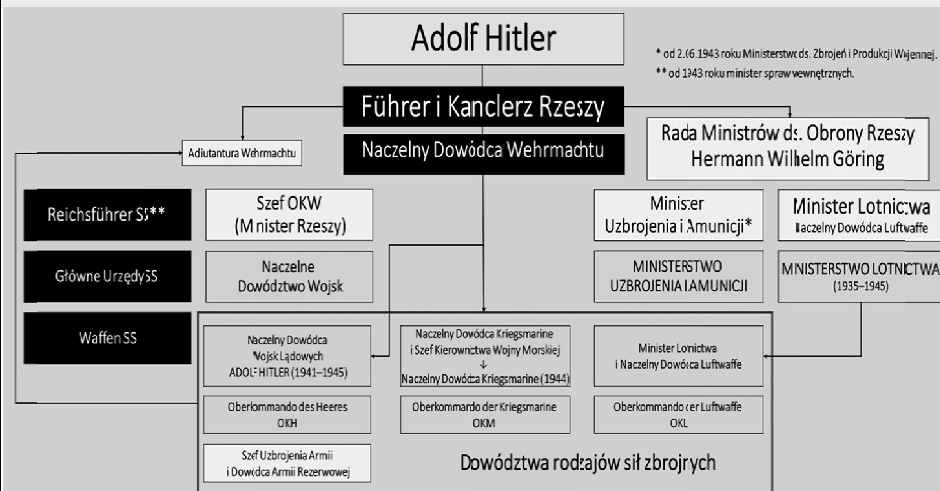 Adolf Hitler
* od 2.06.1943 roku Ministerstwo ds. Zbrojeń i Produkcji Wojennej.
** od 1943 roku minister spraw wewnętrznych.
Führer i Kanclerz Rzeszy
Naczelny Dowódca Wehrmachtu
Adiutantura Wehrmachtu
Rada Ministrów ds. Obrony Rzeszy
Hermann Wilhelm Göring
Reichsführer SS**
Szef OKW
(Minister Rzeszy)
Minister
Uzbrojenia i Amunicji*
Minister Lotnictwa
Naczelny Dowódca Luftwaffe
Główne Urzędy SS
Naczelne
Dowództwo Wojsk
MINISTERSTWO
UZBROJENIA I AMUNICJI
MINISTERSTWO LOTNICTWA
(1935–1945)
Waffen SS
Naczelny Dowódca
Wojsk Lądowych
ADOLF HITLER (1941–1945)
Naczelny Dowódca Kriegsmarine
i Szef Kierownictwa Wojny Morskiej
↓
Naczelny Dowódca Kriegsmarine (1944)
Minister Lotnictwa
i Naczelny Dowódca Luftwaffe
Oberkommando des Heeres
OKH
Oberkommando der Kriegsmarine
OKM
Oberkommando der Luftwaffe
OKL
Szef Uzbrojenia Armii
i Dowódca Armii Rezerwowej
Dowództwa rodzajów sił zbrojnych